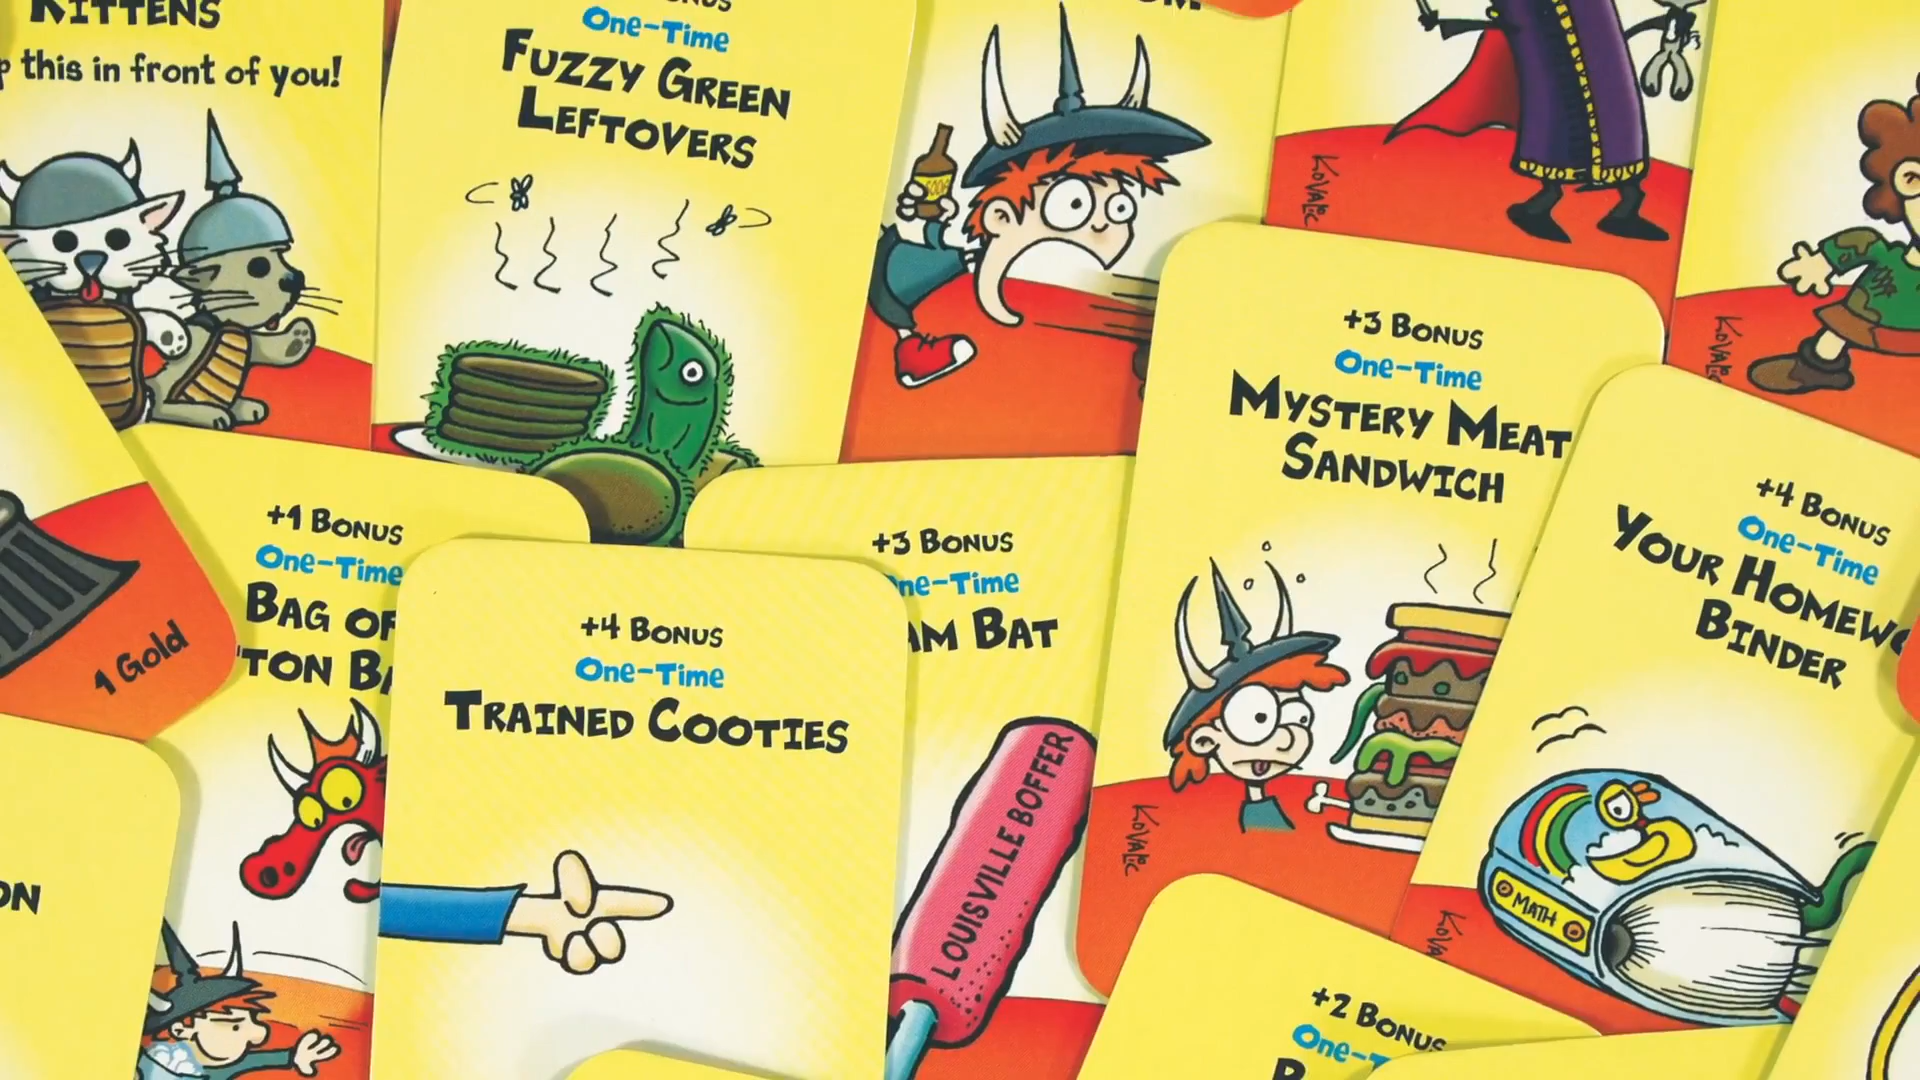 KITTENS
this in front of you!
One-Time
FUZZY GREEN
LEFTOVERS
SODA
KOVALIC
KOVALIC
+3 BONUS
One-Time
MYSTERY MEAT
SANDWICH
KOVALIC
+4 BONUS
One-Time
YOUR
BINDER
MATH
1 Gold
+1 BONUS
One-Time
BAG OF
+4 BONUS
One-Time
TRAINED COOTIES
+3 BONUS
BAT
LOUISVILLE BOFFER
+2 BONUS